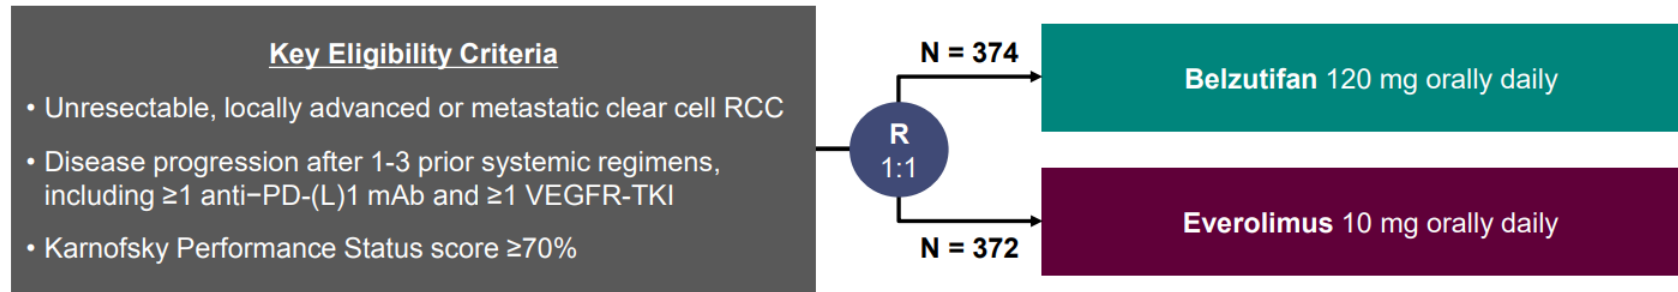 Key Eligibility Criteria
• Unresectable, locally advanced or metastatic clear cell RCC
• Disease progression after 1-3 prior systemic regimens,
including ≥1 anti−PD-(L)1 mAb and ≥1 VEGFR-TKI
• Karnofsky Performance Status score ≥70%
R
1:1
N = 374
Belzutifan 120 mg orally daily
N = 372
Everolimus 10 mg orally daily